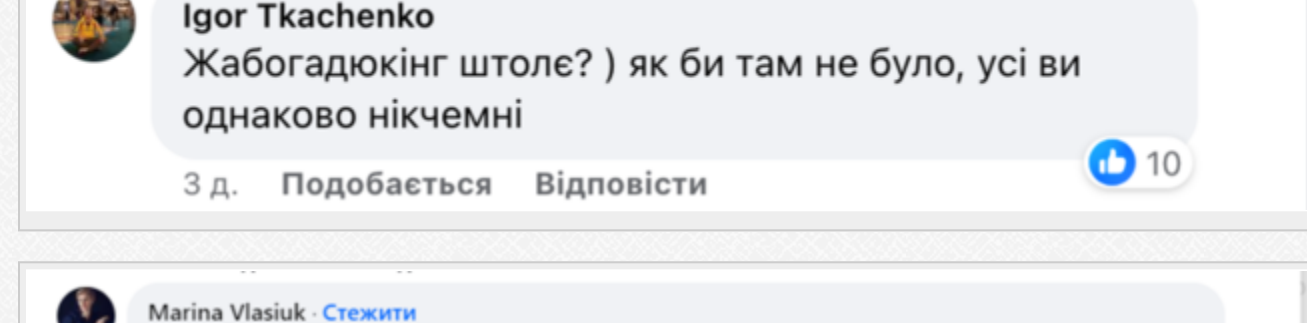 Igor Tkachenko
Жабогадюкінг штолє? ) як би там не було, усі ви
однаково нікчемні
3 д. Подобається Відповісти 10
Marina Vlasiuk · Стежити